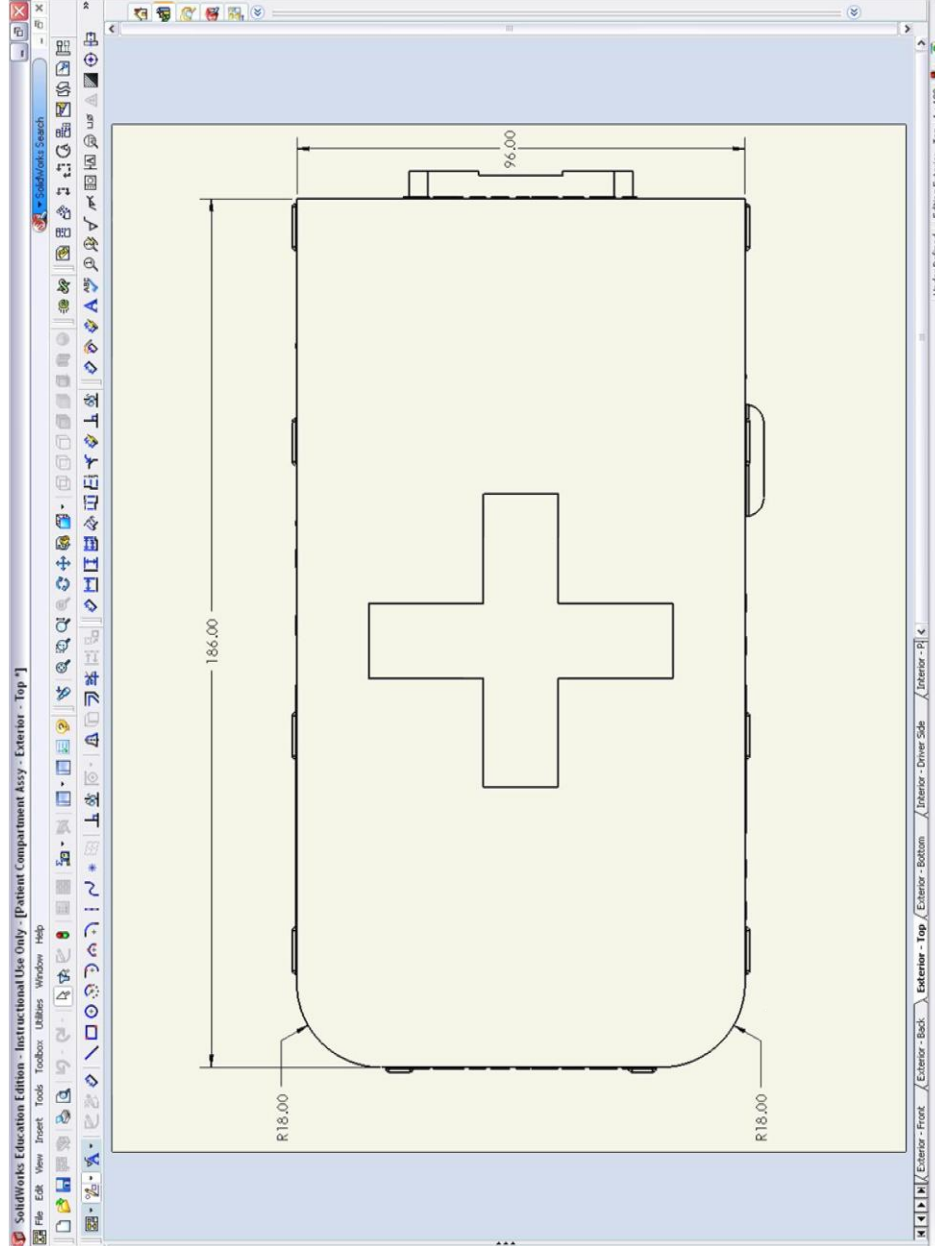 SolidWorks Education Edition - Instructional Use Only - [Patient Compartment Assy - Exterior - Top *]
File Edit View Insert Tools Toolbox Utilities Window Help
SolidWorks Search
186.00
96.00
R18.00
R18.00
Exterior - Front
Exterior - Back
Exterior - Top
Exterior - Bottom
Interior - Driver Side
Interior - P